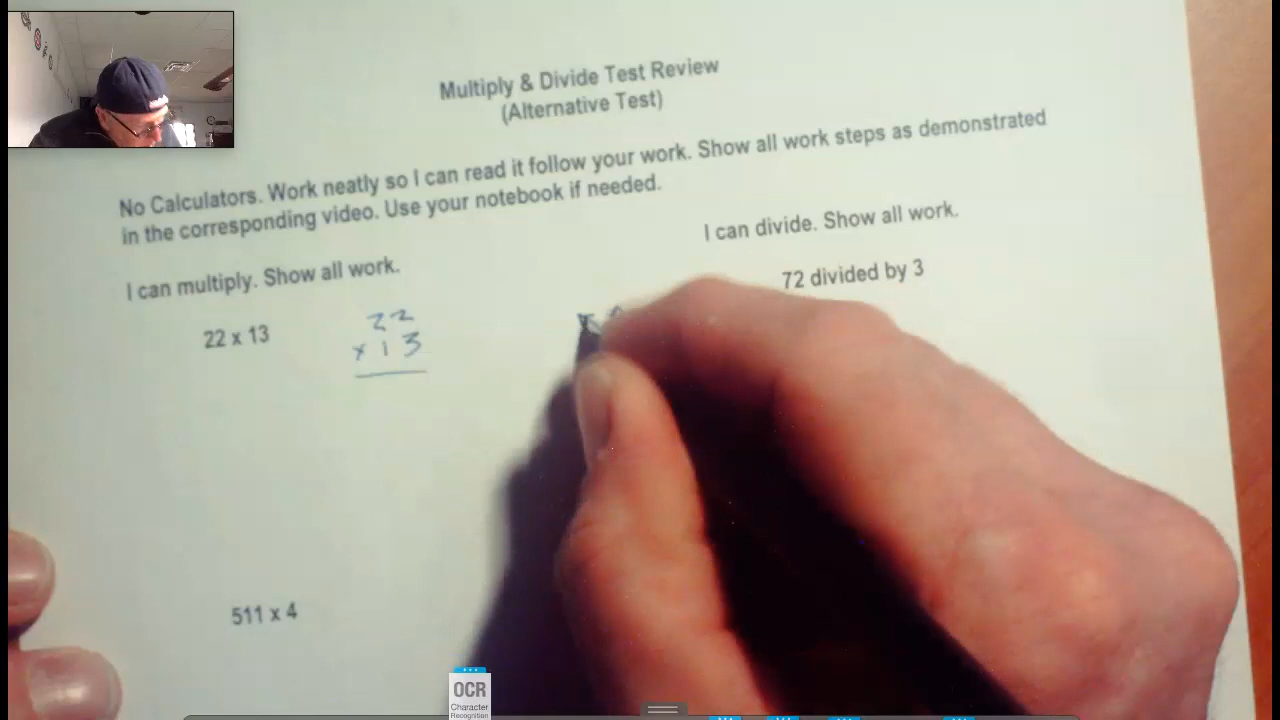 Multiply & Divide Test Review
(Alternative Test)
No Calculators. Work neatly so I can read it follow your work. Show all work steps as demonstrated
in the corresponding video. Use your notebook if needed.
I can multiply. Show all work.
I can divide. Show all work.
22 x 13
22
x 13
72 divided by 3
511 x 4
OCR
Character
Recognition